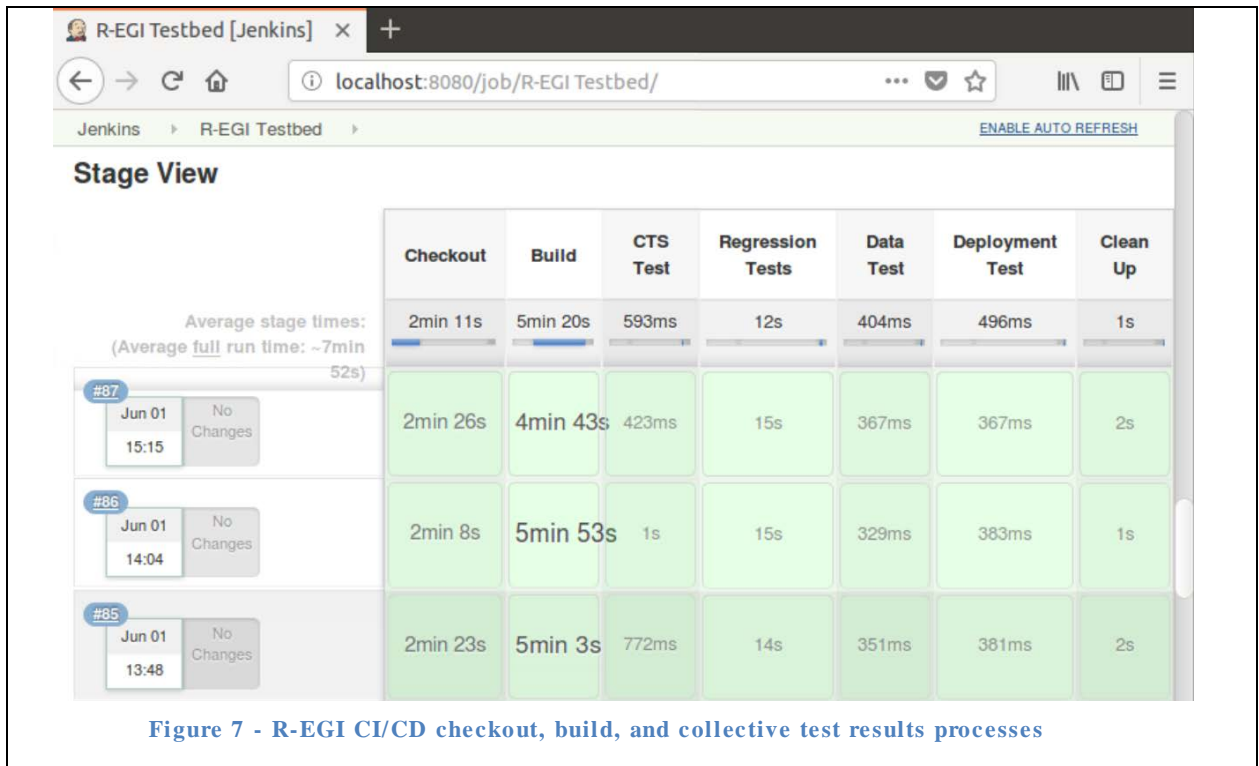 R-EGI Testbed [Jenkins] × +
localhost:8080/job/R-EGI Testbed/
Jenkins R-EGI Testbed ENABLE AUTO REFRESH
Stage View
Checkout Build CTS Test Regression Tests Data Test Deployment Test Clean Up
Average stage times: 2min 11s 5min 20s 593ms 12s 404ms 496ms 1s
(Average full run time: ~7min
52s)
#87
Jun 01 No Changes 2min 26s 4min 43s 423ms 15s 367ms 367ms 2s
15:15
#86
Jun 01 No Changes 2min 8s 5min 53s 1s 15s 329ms 383ms 1s
14:04
#85
Jun 01 No Changes 2min 23s 5min 3s 772ms 14s 351ms 381ms 2s
13:48
Figure 7 - R-EGI CI/CD checkout, build, and collective test results processes